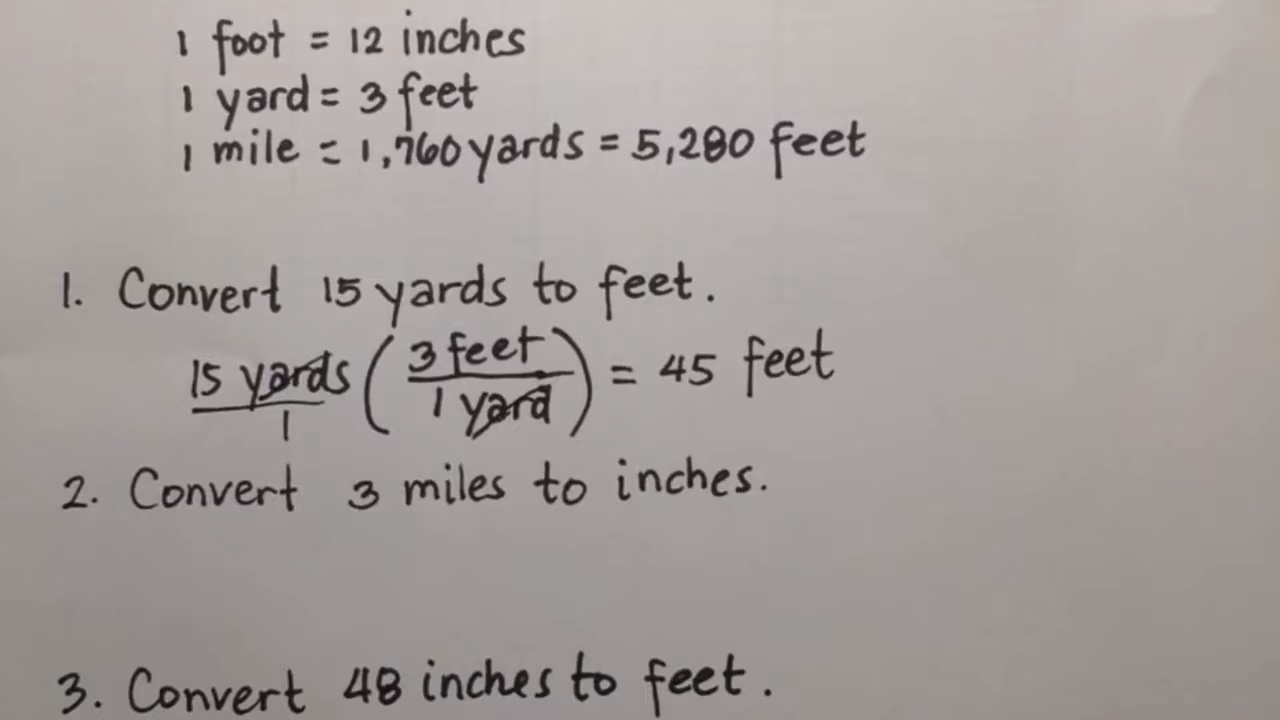 1 foot = 12 inches
1 yard = 3 feet
1 mile = 1,760 yards = 5,280 feet
1. Convert 15 yards to feet.
15 yards/1 (3 feet/1 yard) = 45 feet
2. Convert 3 miles to inches.
3. Convert 48 inches to feet.